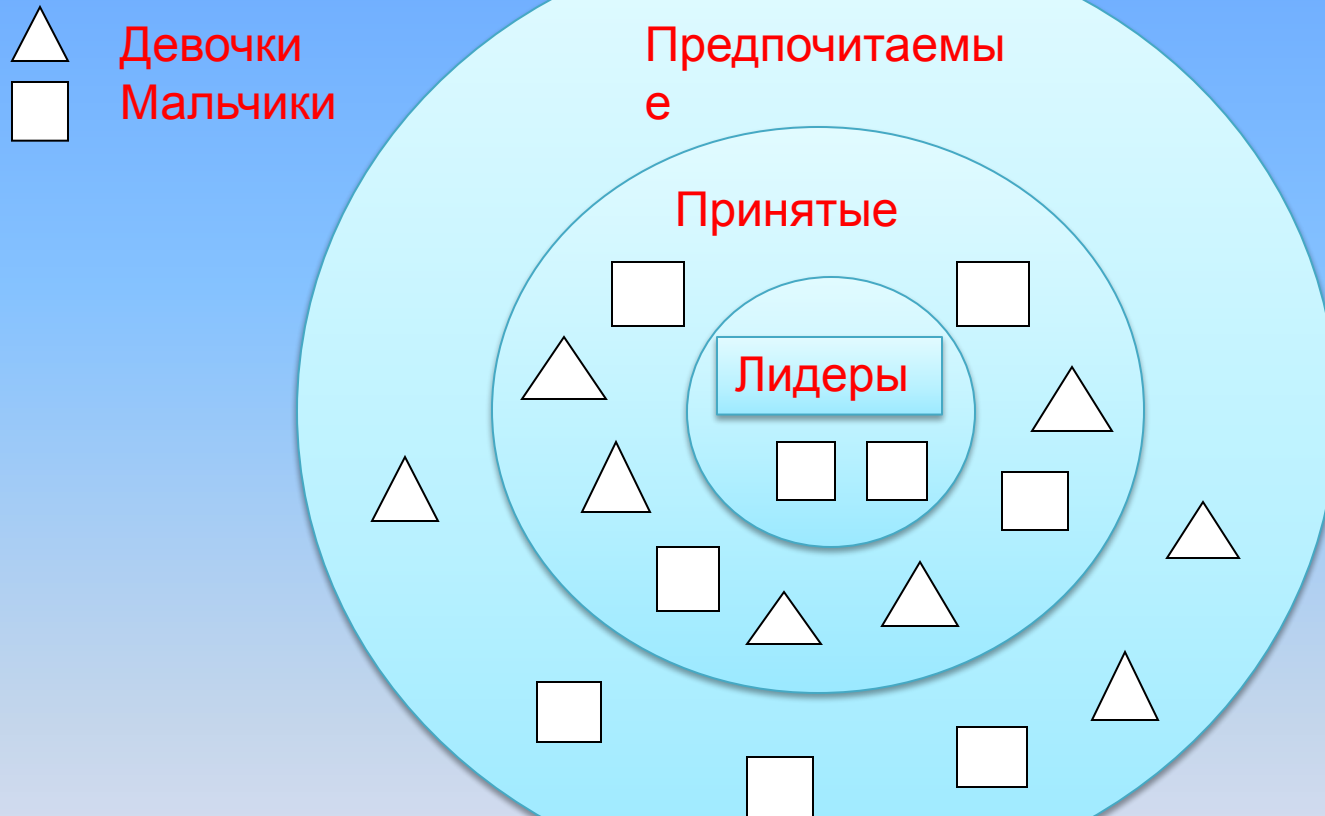 Девочки
Мальчики
Предпочитаемы
е
Принятые
Лидеры